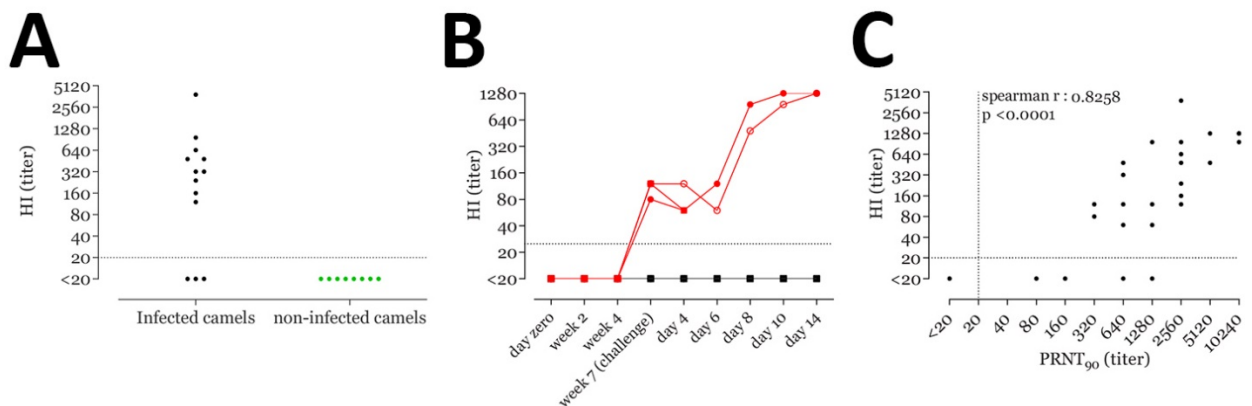 A
HI (titer)
5120
2560
1280
640
320
160
80
40
20
<20
Infected camels
non-infected camels
B
HI (titer)
1280
640
320
160
80
40
20
<20
day zero
week 2
week 4
week 7 (challenge)
day 4
day 6
day 8
day 10
day 14
C
spearman r : 0.8258
p <0.0001
HI (titer)
5120
2560
1280
640
320
160
80
40
20
<20
<20
20
40
80
160
320
640
1280
2560
5120
10240
PRNT90 (titer)